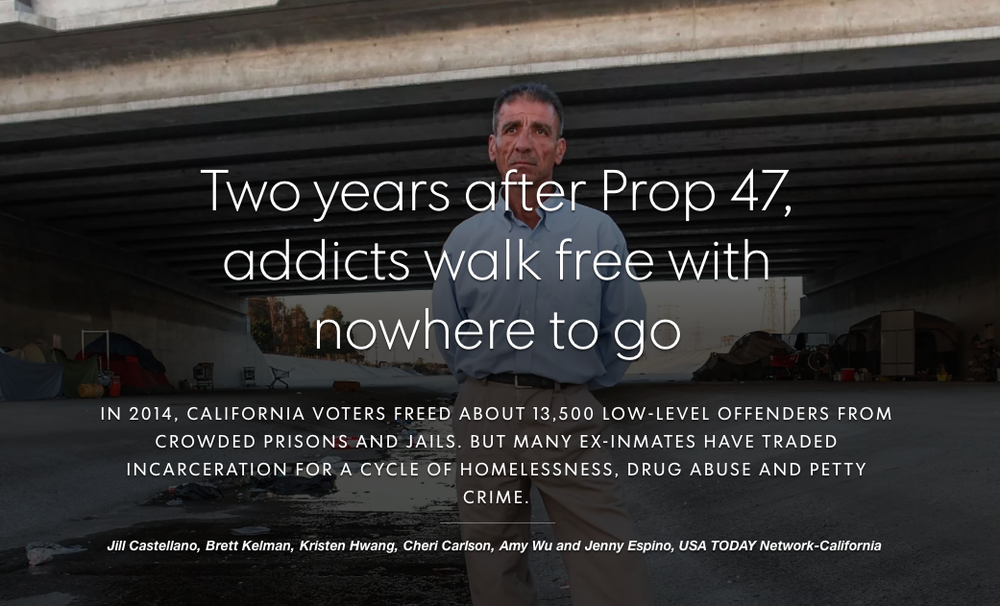 Two years after Prop 47,
addicts walk free with
nowhere to go
IN 2014, CALIFORNIA VOTERS FREED ABOUT 13,500 LOW-LEVEL OFFENDERS FROM
CROWDED PRISONS AND JAILS. BUT MANY EX-INMATES HAVE TRADED
INCARCERATION FOR A CYCLE OF HOMELESSNESS, DRUG ABUSE AND PETTY
CRIME.
Jill Castellano, Brett Kelman, Kristen Hwang, Cheri Carlson, Amy Wu and Jenny Espino, USA TODAY Network-California